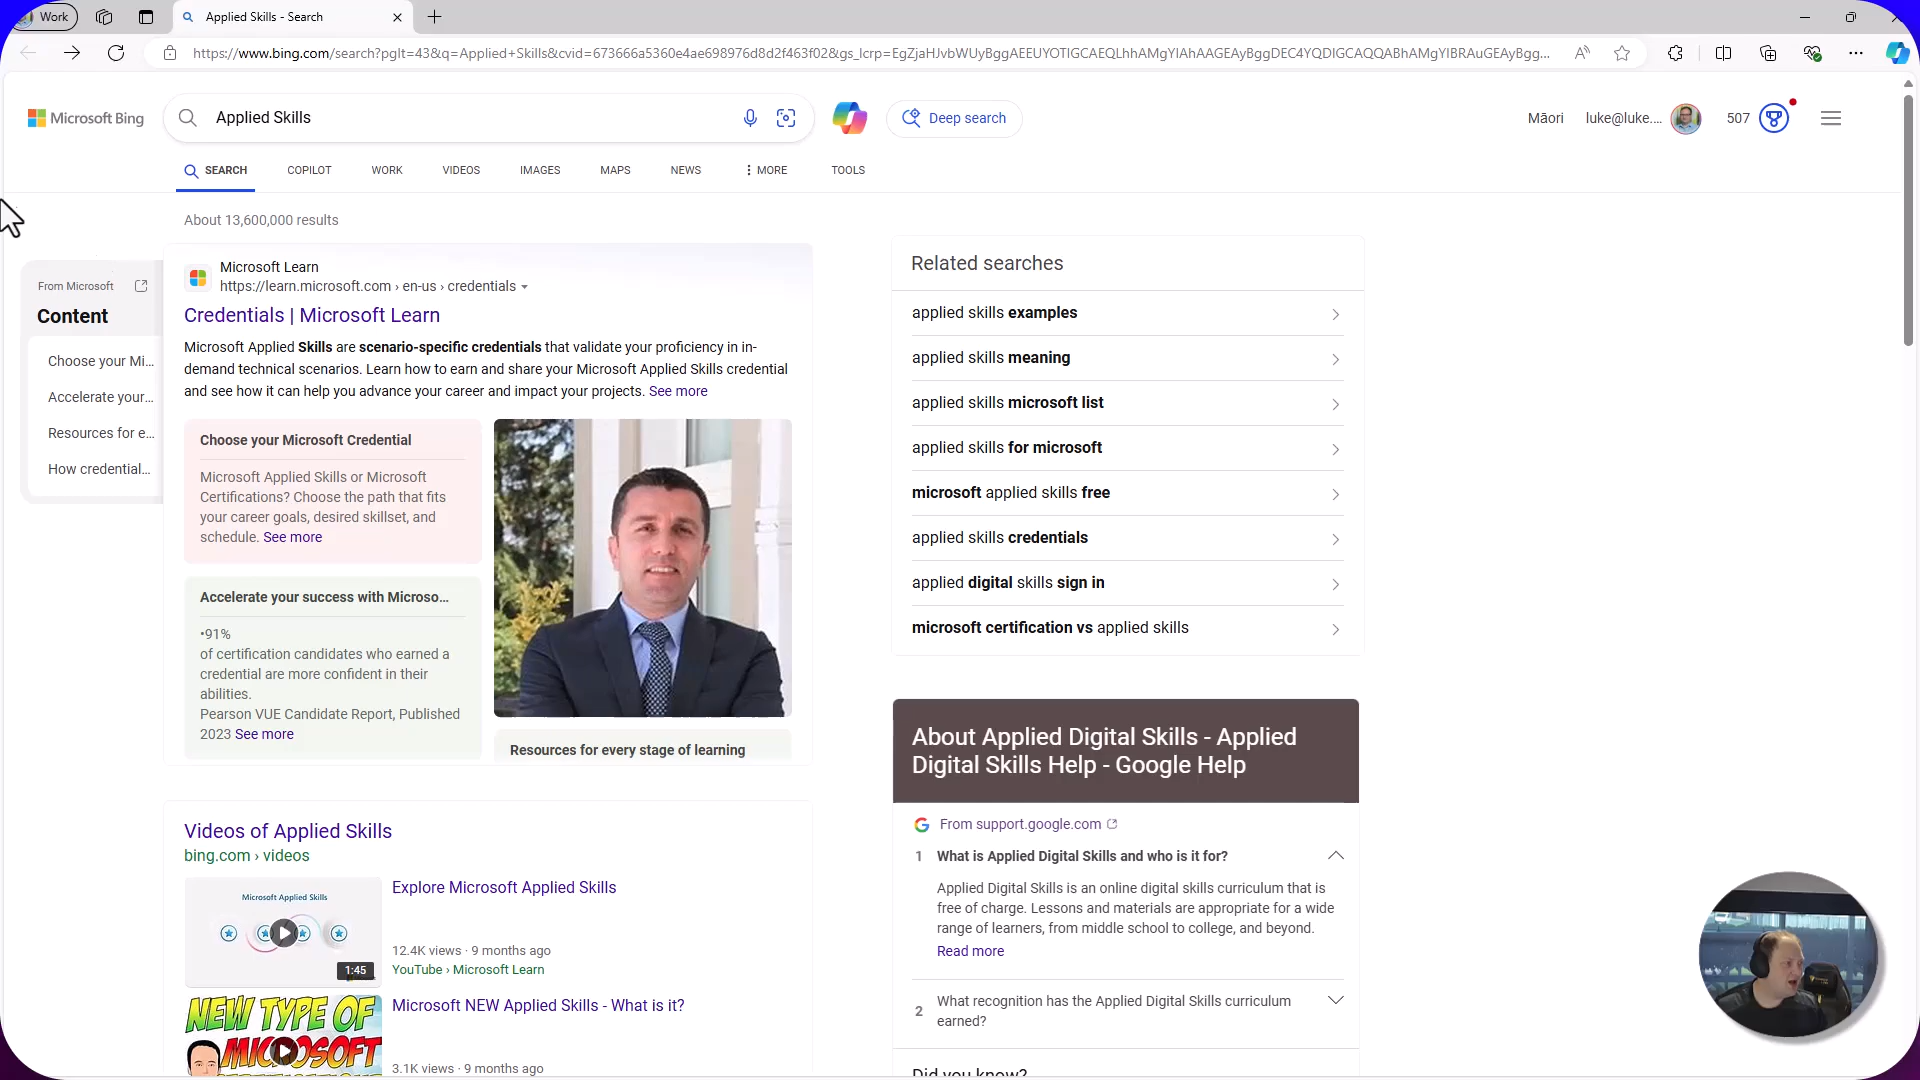 Work
Applied Skills - Search
https://www.bing.com/search?pglt=43&q=Applied+Skills&cvid=673666a5360e4ae698976d8d2f463f02&gs_lcrp=EgZjaHJvbWUyBggAEEUYOTIGCAEQLhhAMgYIAhAAGEAyBggDEC4YQDIGCAQQABhAMgYIBRAuGEAyBgg...
Microsoft Bing
Applied Skills
Deep search
Māori
luke@luke....
507
SEARCH
COPILOT
WORK
VIDEOS
IMAGES
MAPS
NEWS
MORE
TOOLS
About 13,600,000 results
From Microsoft
Content
Choose your Mi...
Accelerate your...
Resources for e...
How credential...
Microsoft Learn
https://learn.microsoft.com › en-us › credentials
Credentials | Microsoft Learn
Microsoft Applied Skills are scenario-specific credentials that validate your proficiency in in-
demand technical scenarios. Learn how to earn and share your Microsoft Applied Skills credential
and see how it can help you advance your career and impact your projects. See more
Choose your Microsoft Credential
Microsoft Applied Skills or Microsoft
Certifications? Choose the path that fits
your career goals, desired skillset, and
schedule. See more
Accelerate your success with Microso...
•91%
of certification candidates who earned a
credential are more confident in their
abilities.
Pearson VUE Candidate Report, Published
2023 See more
Resources for every stage of learning
Videos of Applied Skills
bing.com › videos
Microsoft Applied Skills
1:45
Explore Microsoft Applied Skills
12.4K views · 9 months ago
YouTube › Microsoft Learn
NEW TYPE OF
MICROSOFT
Microsoft NEW Applied Skills - What is it?
3.1K views · 9 months ago
Related searches
applied skills examples
applied skills meaning
applied skills microsoft list
applied skills for microsoft
microsoft applied skills free
applied skills credentials
applied digital skills sign in
microsoft certification vs applied skills
About Applied Digital Skills - Applied
Digital Skills Help - Google Help
From support.google.com
1 What is Applied Digital Skills and who is it for?
Applied Digital Skills is an online digital skills curriculum that is
free of charge. Lessons and materials are appropriate for a wide
range of learners, from middle school to college, and beyond.
Read more
2 What recognition has the Applied Digital Skills curriculum
earned?
Did you know?